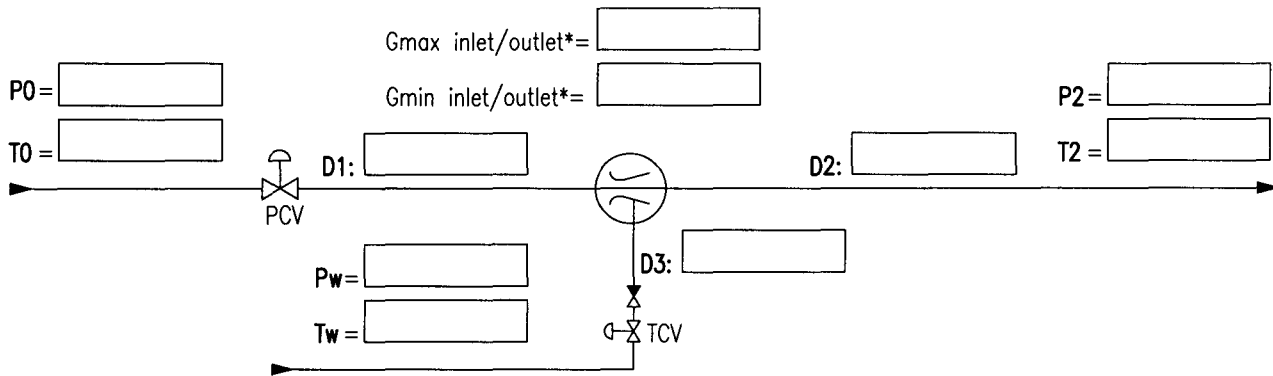 Gmax inlet/outlet*=
P0=
Gmin inlet/outlet*=
P2=
T0=
D1:
D2:
T2=
PCV
Pw=
D3:
Tw=
TCV